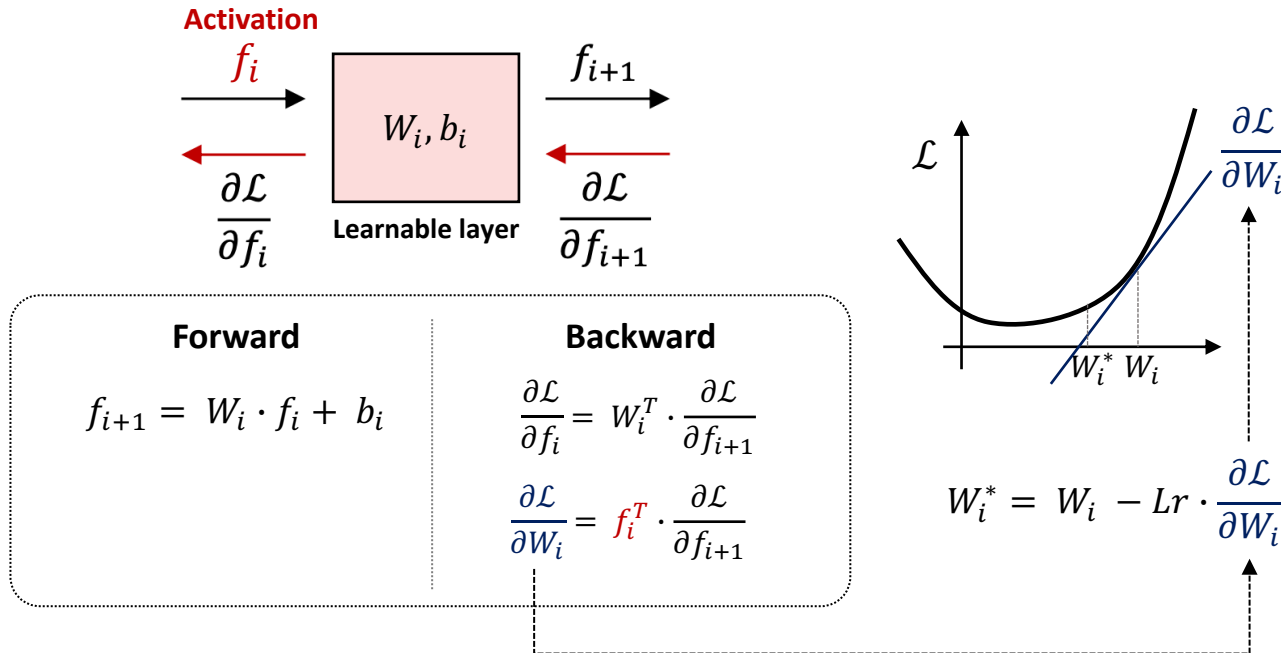 Activation
f_i
f_{i+1}
W_i, b_i
∂ℒ/∂f_i
Learnable layer
∂ℒ/∂f_{i+1}
Forward
f_{i+1} = W_i · f_i + b_i
Backward
∂ℒ/∂f_i = W_i^T · ∂ℒ/∂f_{i+1}
∂ℒ/∂W_i = f_i^T · ∂ℒ/∂f_{i+1}
ℒ
∂ℒ/∂W_i
W_i^* W_i
W_i^* = W_i − Lr · ∂ℒ/∂W_i